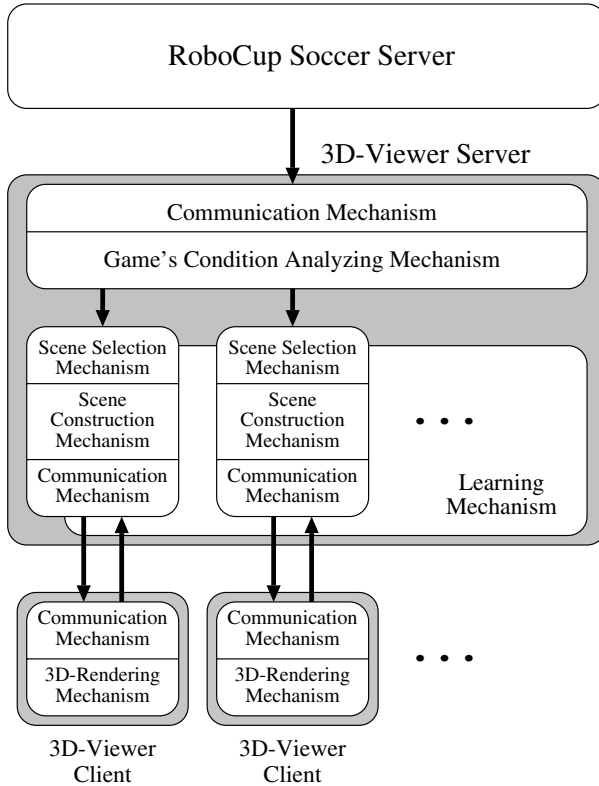 RoboCup Soccer Server
3D-Viewer Server
Communication Mechanism
Game's Condition Analyzing Mechanism
Scene Selection
Mechanism
Scene
Construction
Mechanism
Communication
Mechanism
Scene Selection
Mechanism
Scene
Construction
Mechanism
Communication
Mechanism
• • •
Learning
Mechanism
Communication
Mechanism
3D-Rendering
Mechanism
3D-Viewer
Client
Communication
Mechanism
3D-Rendering
Mechanism
3D-Viewer
Client
• • •